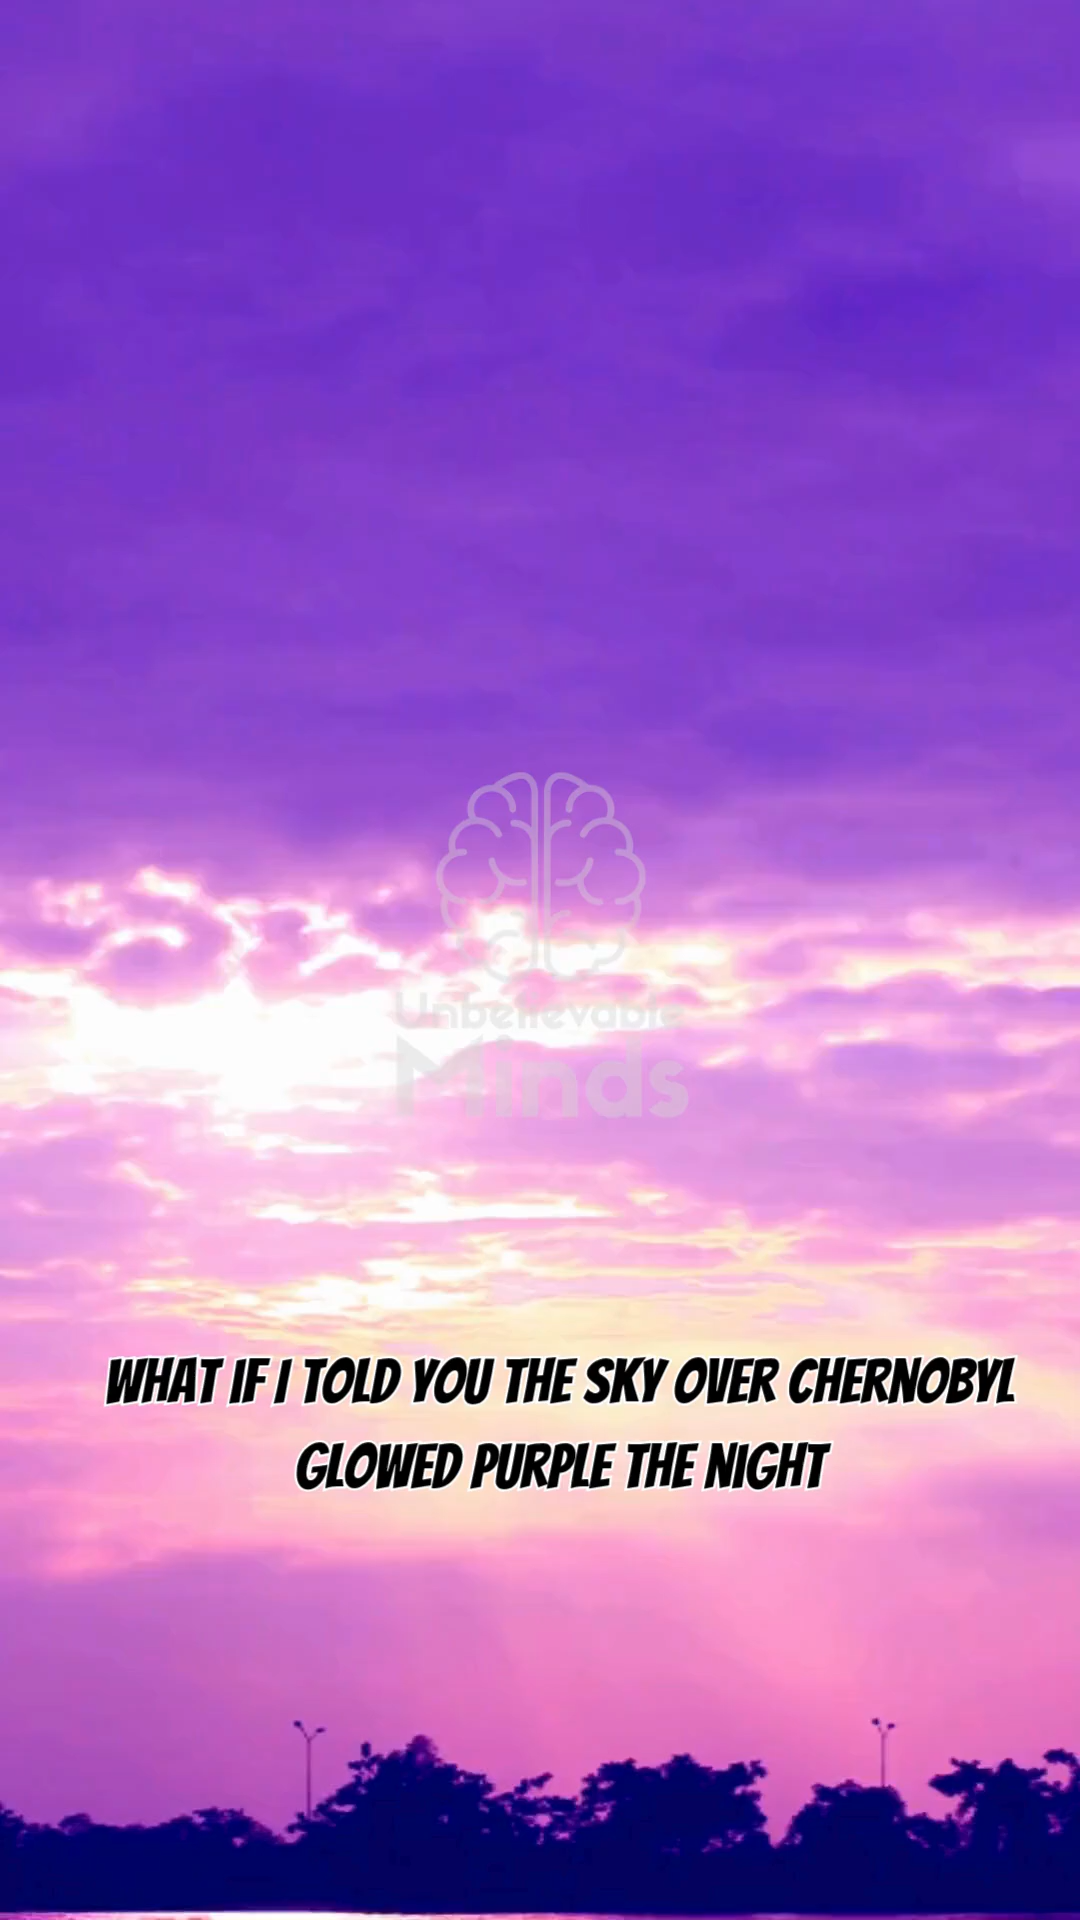 Unbelievable
Minds
WHAT IF I TOLD YOU THE SKY OVER CHERNOBYL
GLOWED PURPLE THE NIGHT